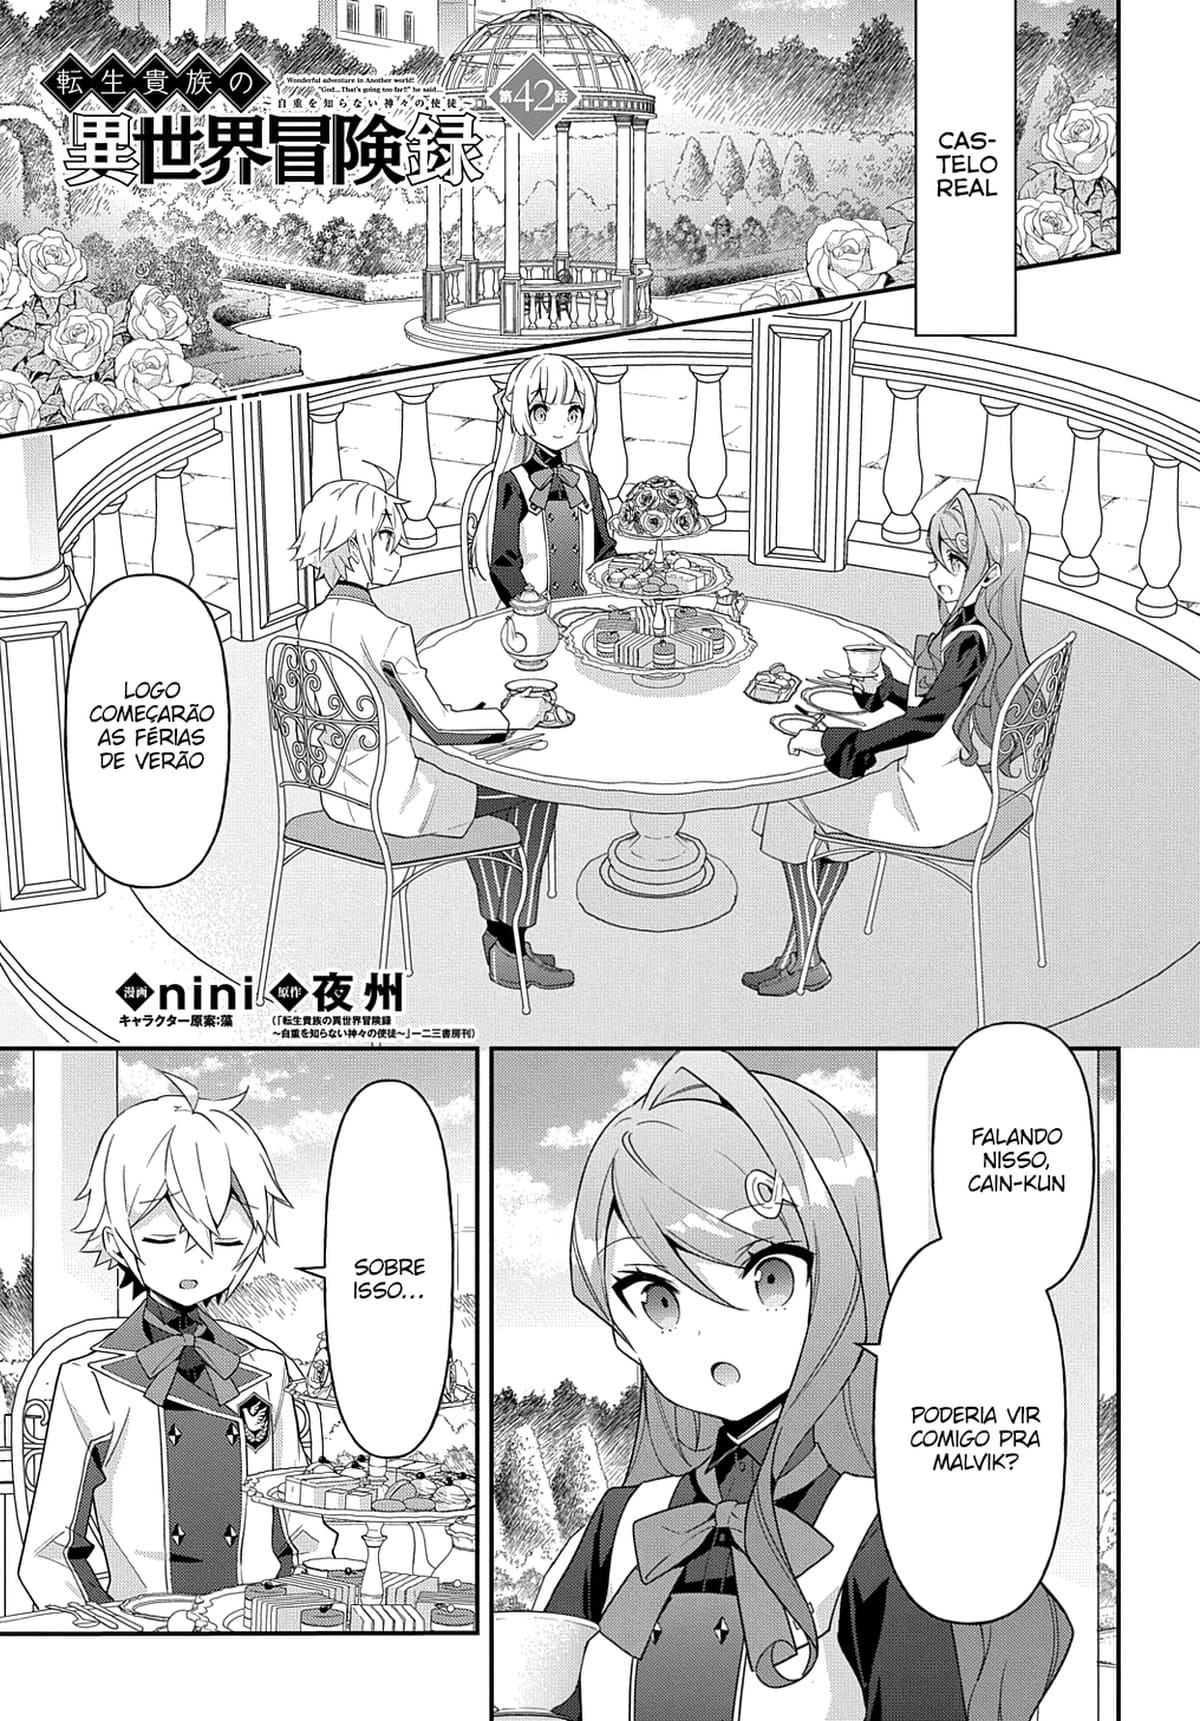 転生貴族の
Wonderful adventure in Another world!
"God...That's going too far!!" he said....
～自重を知らない神々の使徒～
異世界冒険録
第42話
CAS-
TELO
REAL
LOGO
COMEÇARÃO
AS FÉRIAS
DE VERÃO
漫画 nini 原作 夜州
キャラクター原案:藻
(「転生貴族の異世界冒険録
～自重を知らない神々の使徒～」一二三書房刊)
FALANDO
NISSO,
CAIN-KUN
PODERIA VIR
COMIGO PRA
MALVIK?
SOBRE
ISSO...